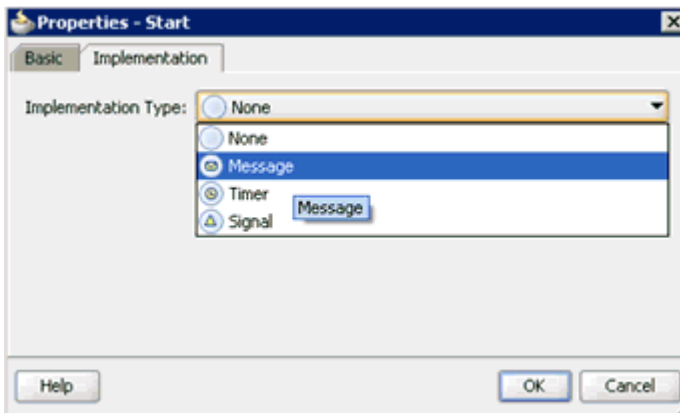 Properties - Start
Basic Implementation
Implementation Type: None
None
Message
Timer
Message
Signal
Help OK Cancel